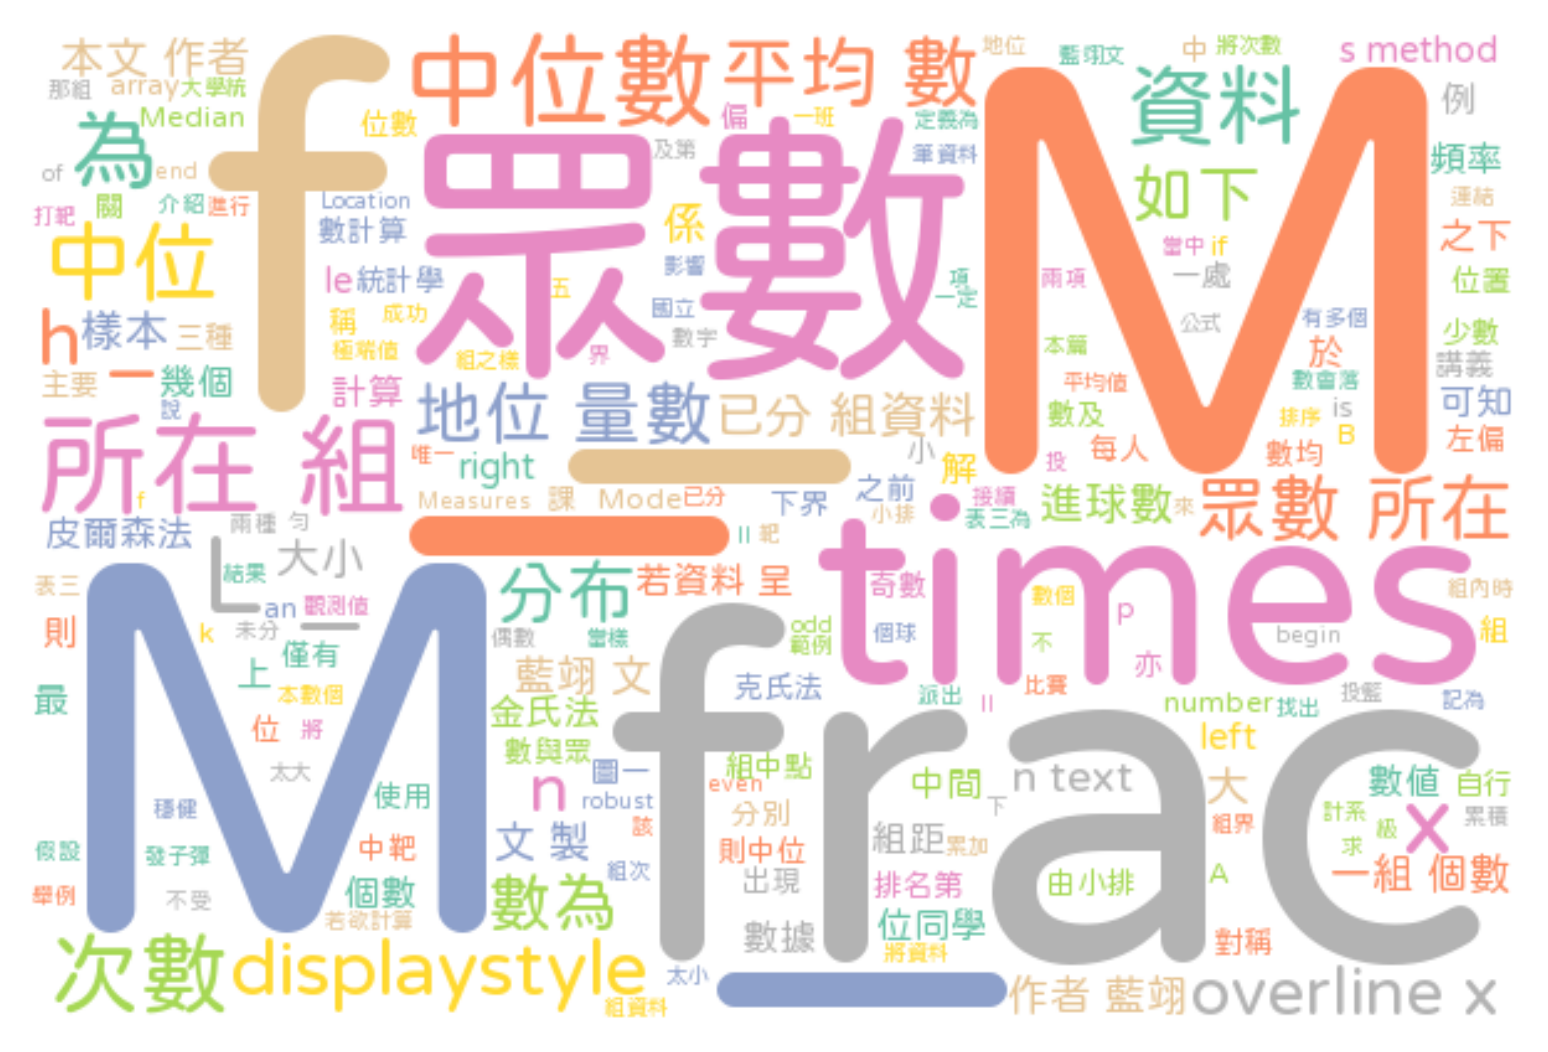 本文 作者
f
中位數
平均 數
地位
藍翊文
中
將次數
s method
那組
array
大學統
M
資料
例
為
Median
位數
偏
一班
定義為
of
end
眾數
及第
筆資料
頻率
打靶
關
介紹
進行
Location
數計算
係
如下
連結
中位
影響
當中
if
之下
le
統計學
五
項
一定
兩項
一處
位置
h
樣本
三種
稱
成功
國立
數字
公式
有多個
少數
極端值
組之樣
界
本篇
於
講義
主要
一
幾個
計算
平均值
數會落
說
地位 量數
已分 組資料
數及
排序
is
可知
所在 組
唯一
right
小
解
投
每人
數均
B
左偏
f
Measures
課
Mode
已分
下界
之前
小排
接續
表三為
進球數
來
眾數 所在
皮爾森法
兩種
勻
大小
II
靶
times
表三
結果
L
an
觀測值
分布
若資料 呈
奇數
數個
p
組內時
則
k
未分
M
偶數
當樣
odd
範例
個球
不
begin
組
上
僅有
藍翊 文
frac
克氏法
亦
最
本數個
派出
II
比賽
number
找出
投籃
記為
位
將
金氏法
left
數與眾
太大
圖一
組中點
even
中間
n text
大
數值
自行
穩健
使用
n
robust
分別
下
組界
計系
級
x
累積
假設
發子彈
中靶
文 製
該
則中位
組距
累加
求
舉例
不受
個數
組次
出現
排名第
由小排
A
一組 個數
若欲計算
數為
數據
位同學
將資料
對稱
次數
displaystyle
太小
組資料
作者 藍翊
overline x